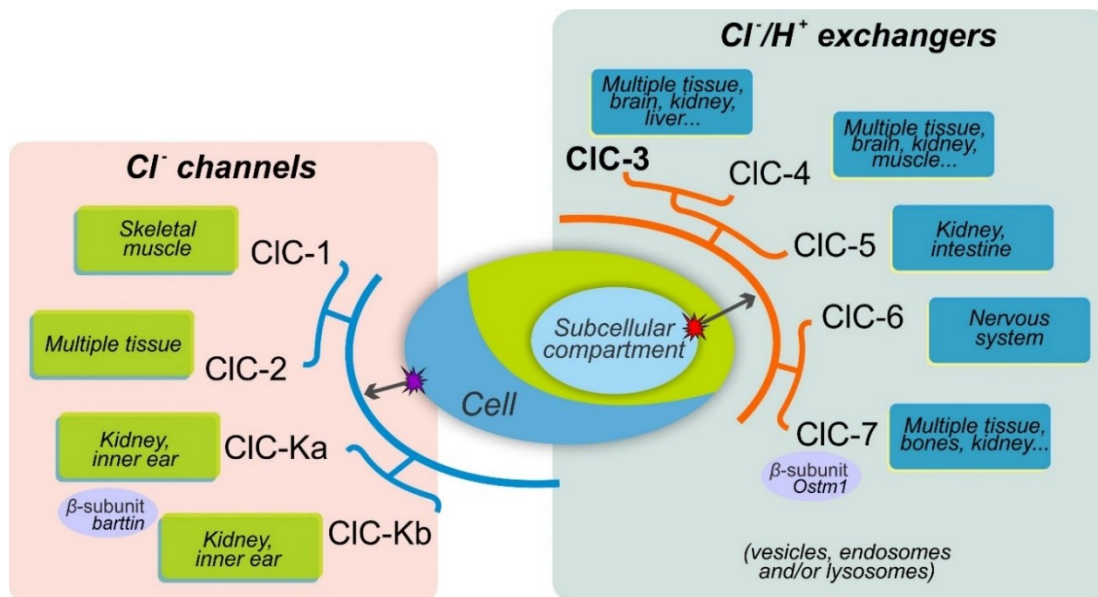 Cl⁻ channels
Skeletal
muscle
ClC-1
Multiple tissue
ClC-2
Kidney,
inner ear
ClC-Ka
β-subunit
barttin
Kidney,
inner ear
ClC-Kb
Cell
Subcellular
compartment
Cl⁻/H⁺ exchangers
Multiple tissue,
brain, kidney,
liver...
ClC-3
Multiple tissue,
brain, kidney,
muscle...
ClC-4
ClC-5
Kidney,
intestine
ClC-6
Nervous
system
ClC-7
Multiple tissue,
bones, kidney...
β-subunit
Ostm1
(vesicles, endosomes
and/or lysosomes)